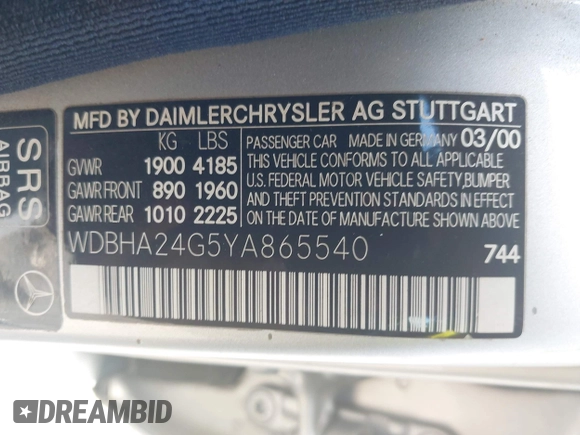 MFD BY DAIMLERCHRYSLER AG STUTTGART
KG LBS
GVWR 1900 4185
GAWR FRONT 890 1960
GAWR REAR 1010 2225
PASSENGER CAR MADE IN GERMANY 03/00
THIS VEHICLE CONFORMS TO ALL APPLICABLE
U.S. FEDERAL MOTOR VEHICLE SAFETY, BUMPER
AND THEFT PREVENTION STANDARDS IN EFFECT
ON THE DATE OF MANUFACTURE SHOWN ABOVE
WDBHA24G5YA865540
744
SRS
AIRBAG
DREAMBID